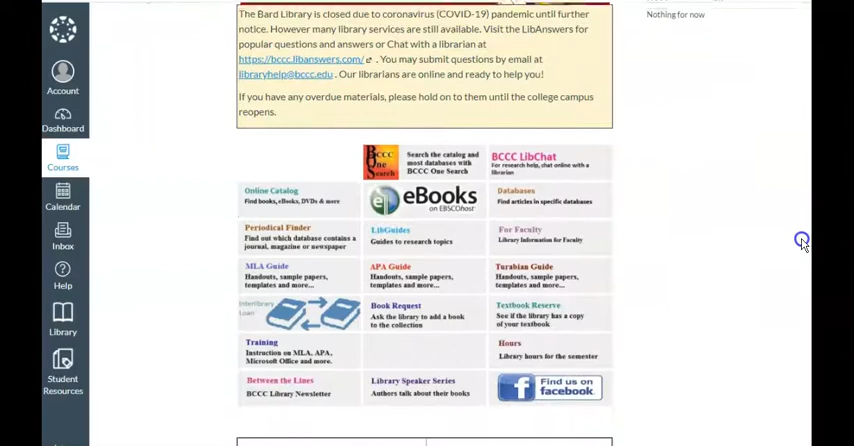 Nothing for now
The Bard Library is closed due to coronavirus (COVID-19) pandemic until further
notice. However many library services are still available. Visit the LibAnswers for
popular questions and answers or Chat with a librarian at
https://bccc.libanswers.com/ . You may submit questions by email at
libraryhelp@bccc.edu . Our librarians are online and ready to help you!
If you have any overdue materials, please hold on to them until the college campus
reopens.
Account
Dashboard
Courses
Calendar
Inbox
Help
Library
Student
Resources
BCCC
One
Search
Search the catalog and
most databases with
BCCC One Search
BCCC LibChat
For research help, chat online with a
librarian
Online Catalog
Find books, eBooks, DVDs & more
eBooks
on EBSCOhost
Databases
Find articles in specific databases
Periodical Finder
Find out which database contains a
journal, magazine or newspaper
LibGuides
Guides to research topics
For Faculty
Library Information for Faculty
MLA Guide
Handouts, sample papers,
templates and more...
APA Guide
Handouts, sample papers,
templates and more...
Turabian Guide
Handouts, sample papers,
templates and more...
Interlibrary
Loan
Book Request
Ask the library to add a book
to the collection
Textbook Reserve
See if the library has a copy
of your textbook
Training
Instruction on MLA, APA,
Microsoft Office and more.
Hours
Library hours for the semester
Between the Lines
BCCC Library Newsletter
Library Speaker Series
Authors talk about their books
f
Find us on
facebook